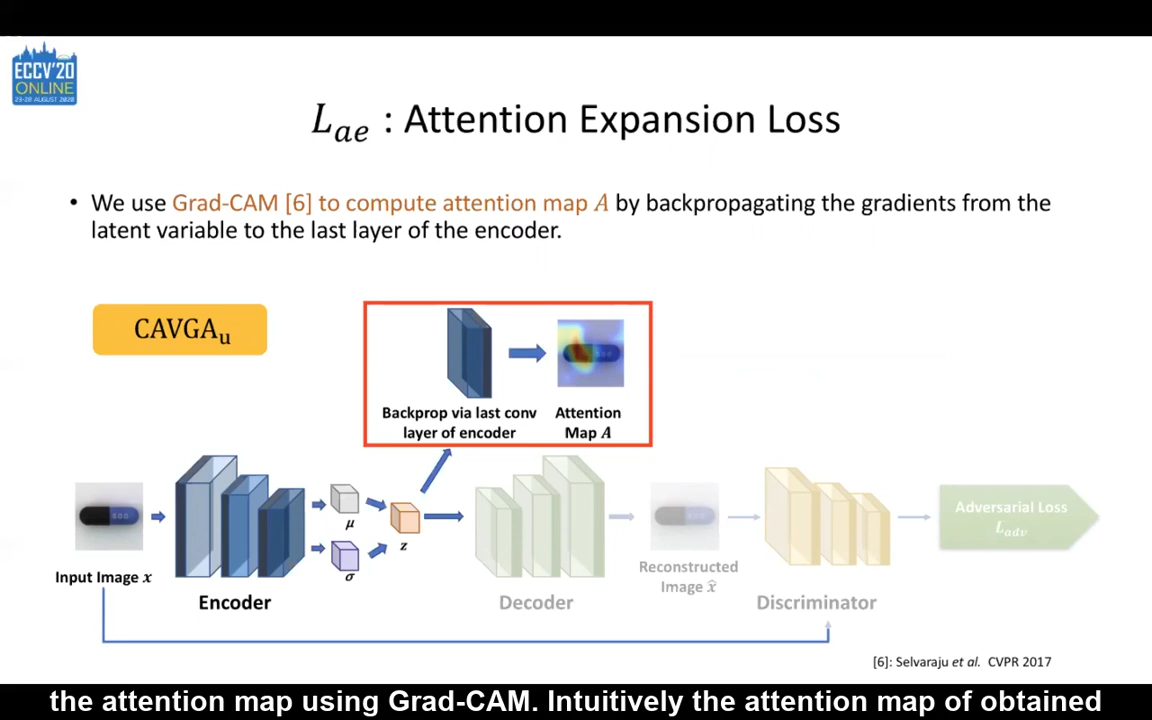 ECCV'20
ONLINE
23-28 AUGUST 2020
L_ae : Attention Expansion Loss
• We use Grad-CAM [6] to compute attention map A by backpropagating the gradients from the
latent variable to the last layer of the encoder.
CAVGA_u
Backprop via last conv
layer of encoder
Attention
Map A
500
Input Image x
Encoder
μ
σ
z
Decoder
Reconstructed
Image x̂
Discriminator
Adversarial Loss
L_adv
[6]: Selvaraju et al. CVPR 2017
the attention map using Grad-CAM. Intuitively the attention map of obtained